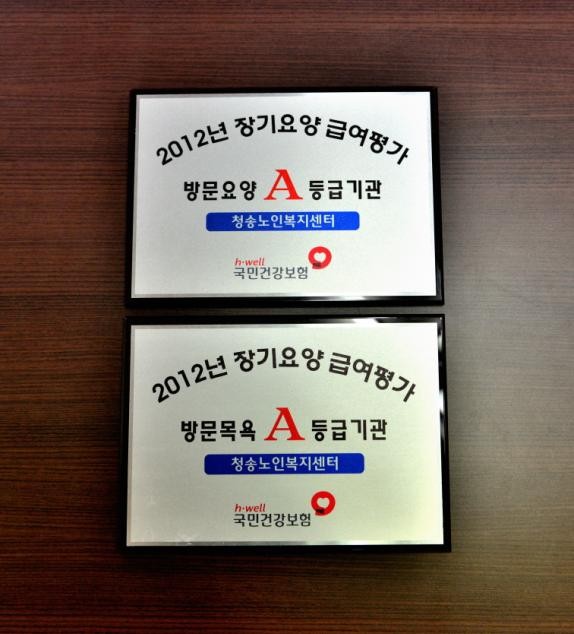 2012년 장기요양 급여평가
방문요양 A 등급기관
청송노인복지센터
h·well
국민건강보험
2012년 장기요양 급여평가
방문목욕 A 등급기관
청송노인복지센터
h·well
국민건강보험